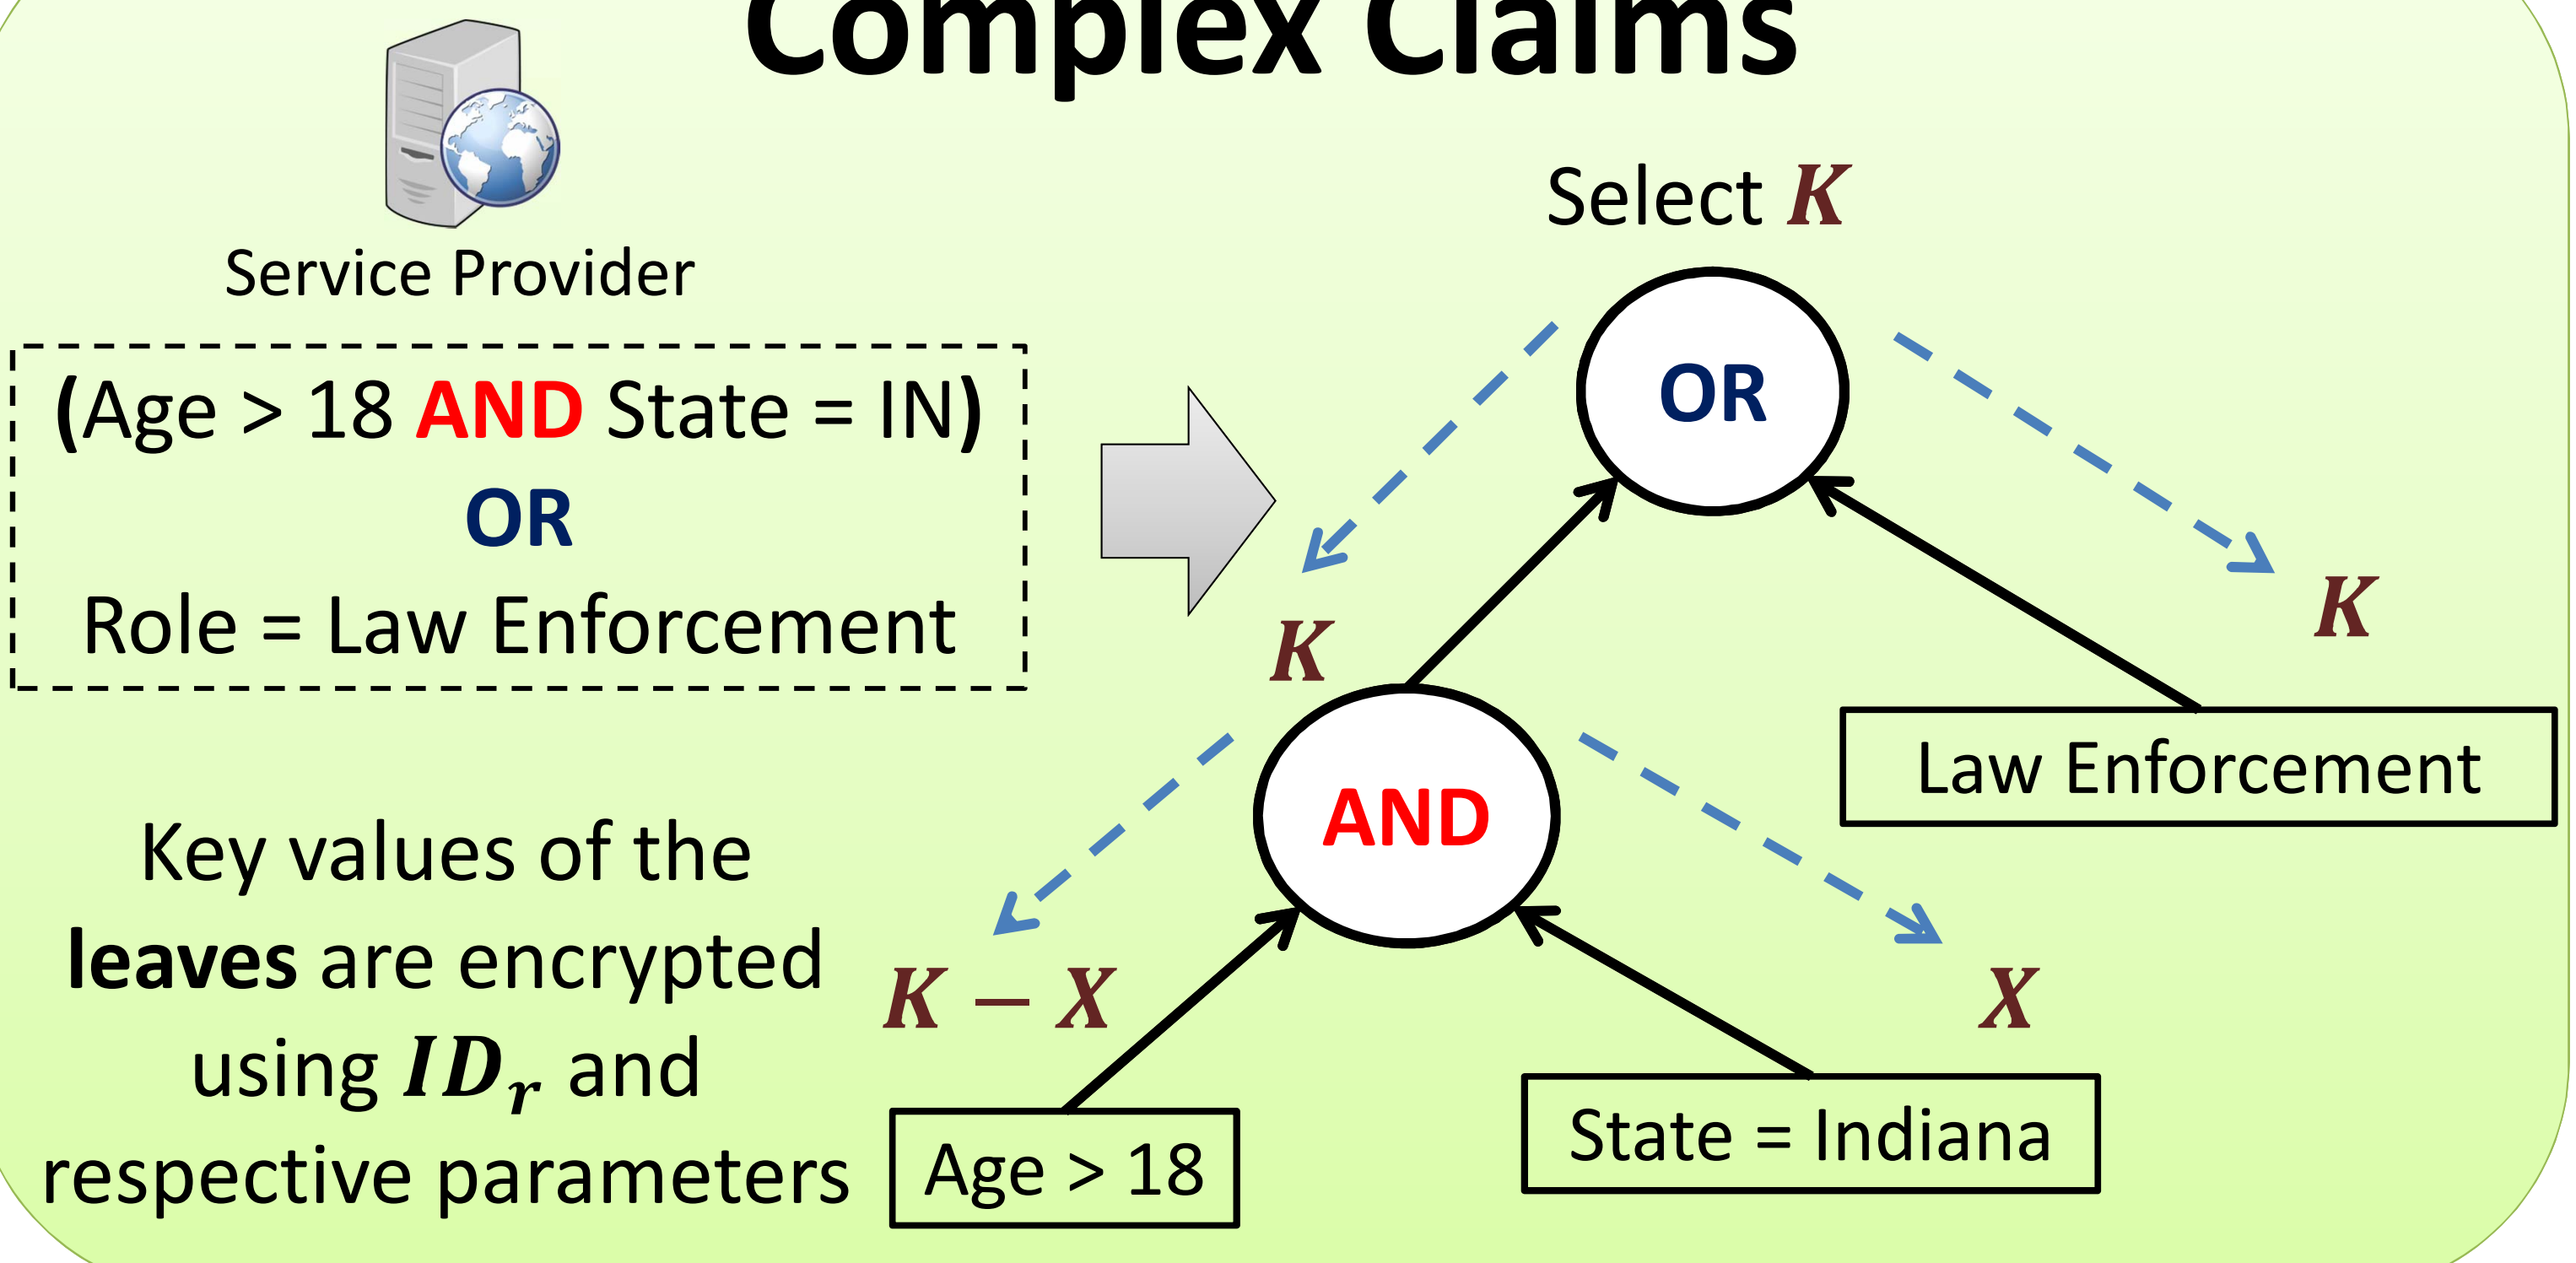 Complex Claims
Service Provider
(Age > 18 AND State = IN)
OR
Role = Law Enforcement
Key values of the
leaves are encrypted
using IDᵣ and
respective parameters
Select K
OR
K
K
AND
Law Enforcement
K − X
X
Age > 18
State = Indiana